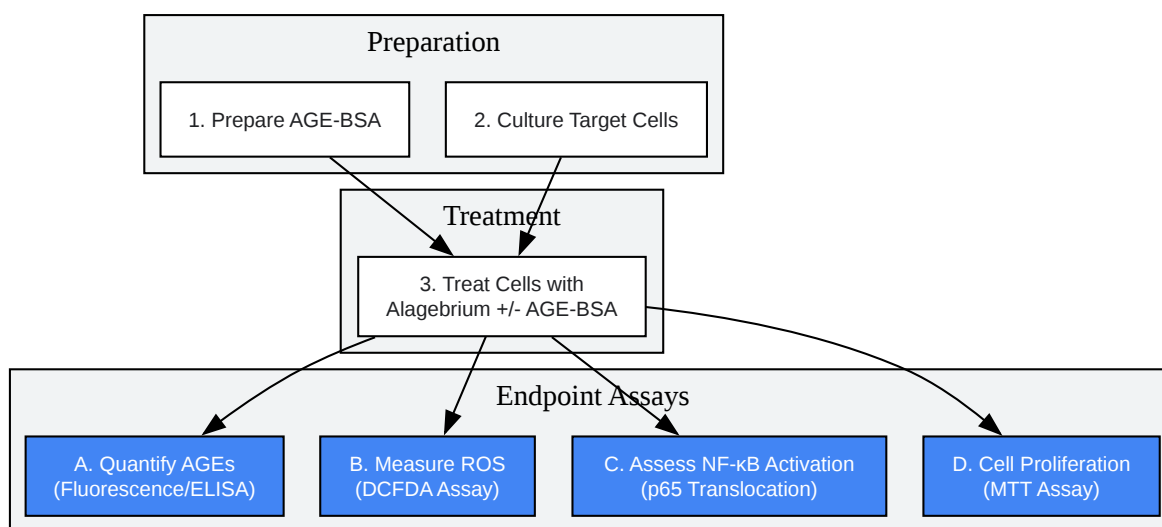 Preparation
1. Prepare AGE-BSA
2. Culture Target Cells
Treatment
3. Treat Cells with
Alagebrium +/- AGE-BSA
Endpoint Assays
A. Quantify AGEs
(Fluorescence/ELISA)
B. Measure ROS
(DCFDA Assay)
C. Assess NF-κB Activation
(p65 Translocation)
D. Cell Proliferation
(MTT Assay)